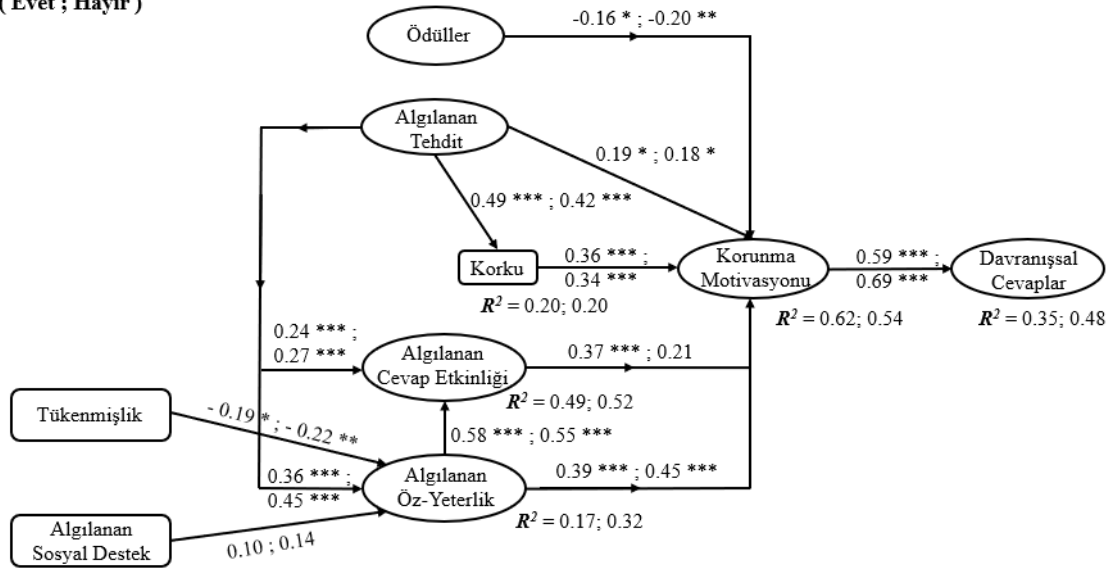 ( Evet ; Hayır )
-0.16 * ; -0.20 **
Ödüller
Algılanan
Tehdit
0.19 * ; 0.18 *
0.49 *** ; 0.42 ***
Korku
0.36 *** ;
0.34 ***
R² = 0.20; 0.20
Korunma
Motivasyonu
R² = 0.62; 0.54
0.59 *** ;
0.69 ***
Davranışsal
Cevaplar
R² = 0.35; 0.48
0.24 *** ;
0.27 ***
Algılanan
Cevap Etkinliği
0.37 *** ; 0.21
R² = 0.49; 0.52
Tükenmişlik
- 0.19 * ; - 0.22 **
0.58 *** ; 0.55 ***
0.36 *** ;
0.45 ***
Algılanan
Öz-Yeterlik
0.39 *** ; 0.45 ***
R² = 0.17; 0.32
Algılanan
Sosyal Destek
0.10 ; 0.14